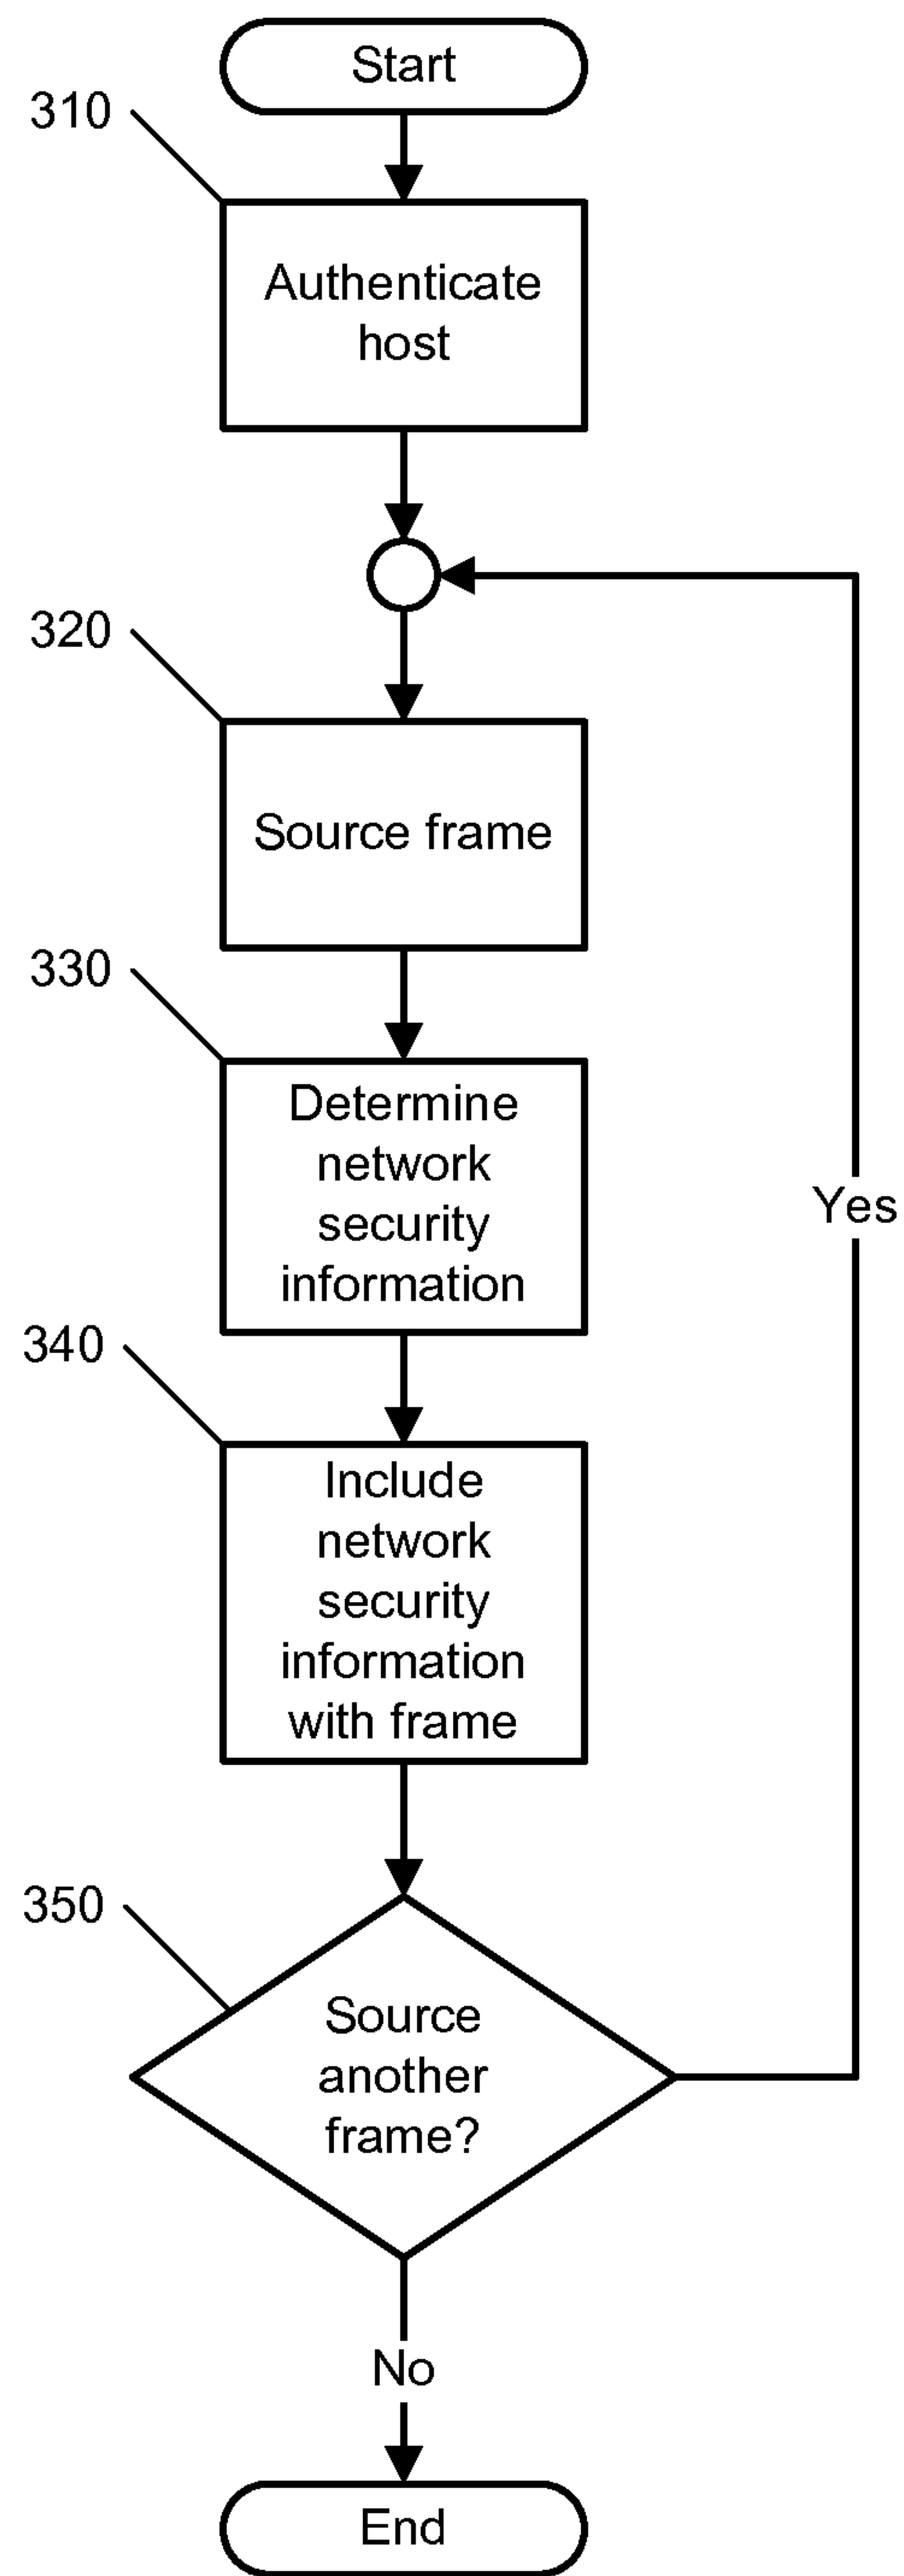 Start
310
Authenticate
host
320
Source frame
330
Determine
network
security
information
Yes
340
Include
network
security
information
with frame
350
Source
another
frame?
No
End